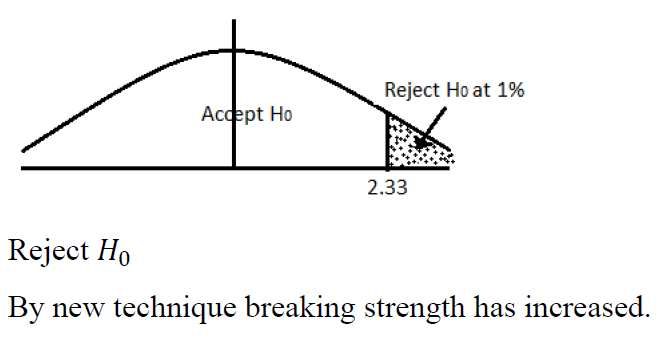 Reject H₀ at 1%
Accept H₀
2.33
Reject H₀
By new technique breaking strength has increased.